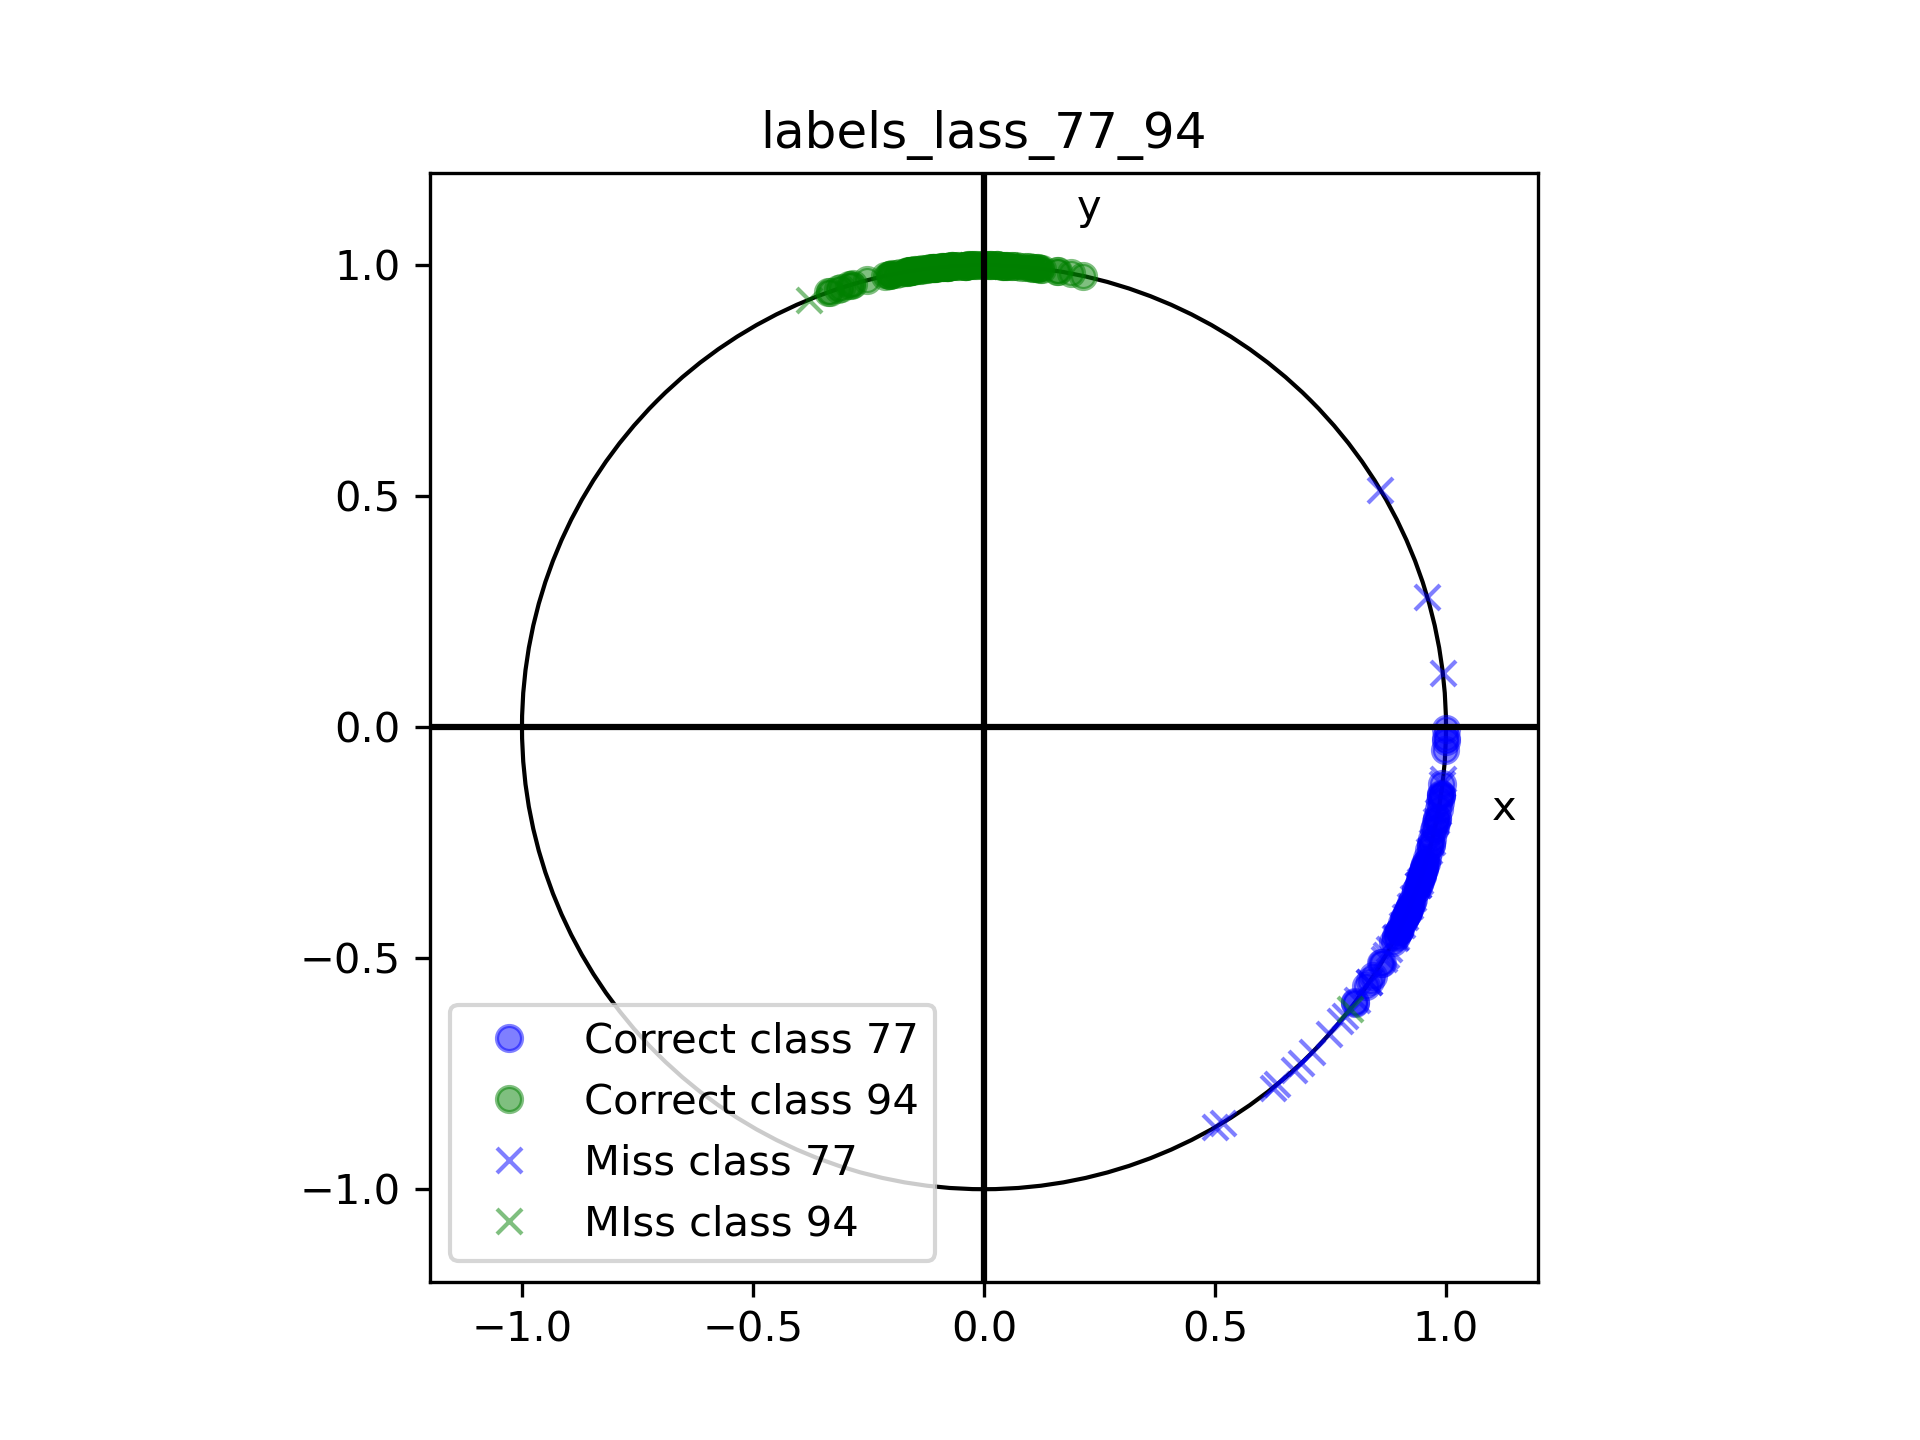 labels_lass_77_94
y
1.0
0.5
0.0
x
−0.5
−1.0
Correct class 77
Correct class 94
Miss class 77
MIss class 94
−1.0 −0.5 0.0 0.5 1.0